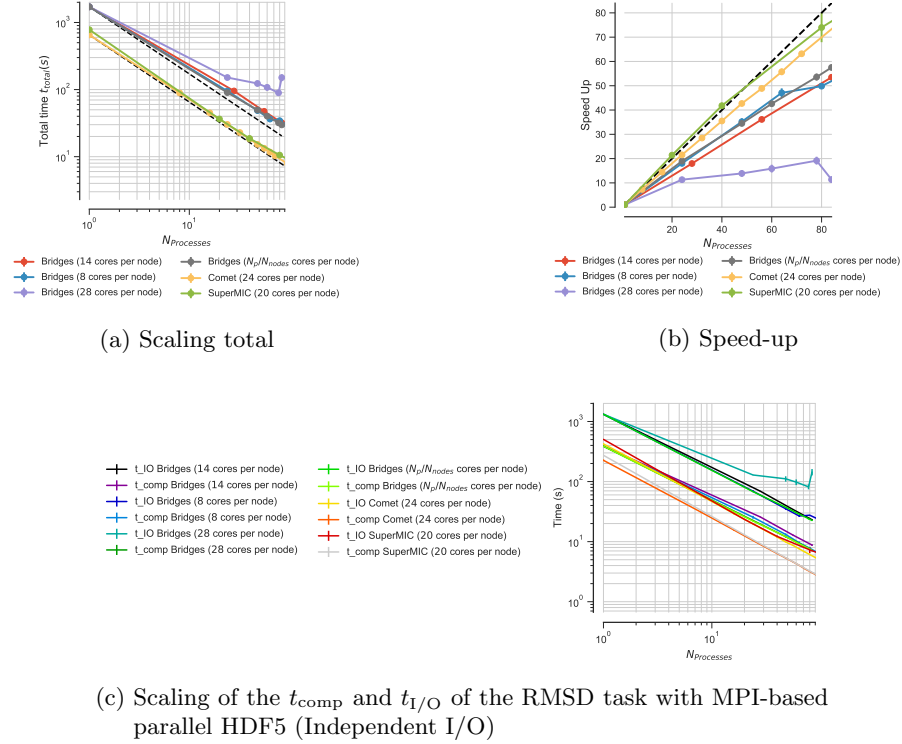 10³
10²
10¹
10⁰
10¹
Total time t_total(s)
N_Processes
Bridges (14 cores per node)
Bridges (8 cores per node)
Bridges (28 cores per node)
Bridges (N_p/N_nodes cores per node)
Comet (24 cores per node)
SuperMIC (20 cores per node)
(a) Scaling total
80
70
60
50
40
30
20
10
0
20
40
60
80
Speed Up
N_Processes
Bridges (14 cores per node)
Bridges (8 cores per node)
Bridges (28 cores per node)
Bridges (N_p/N_nodes cores per node)
Comet (24 cores per node)
SuperMIC (20 cores per node)
(b) Speed-up
t_IO Bridges (14 cores per node)
t_comp Bridges (14 cores per node)
t_IO Bridges (8 cores per node)
t_comp Bridges (8 cores per node)
t_IO Bridges (28 cores per node)
t_comp Bridges (28 cores per node)
t_IO Bridges (N_p/N_nodes cores per node)
t_comp Bridges (N_p/N_nodes cores per node)
t_IO Comet (24 cores per node)
t_comp Comet (24 cores per node)
t_IO SuperMIC (20 cores per node)
t_comp SuperMIC (20 cores per node)
10³
10²
10¹
10⁰
10⁰
10¹
Time (s)
N_Processes
(c) Scaling of the t_comp and t_I/O of the RMSD task with MPI-based
parallel HDF5 (Independent I/O)